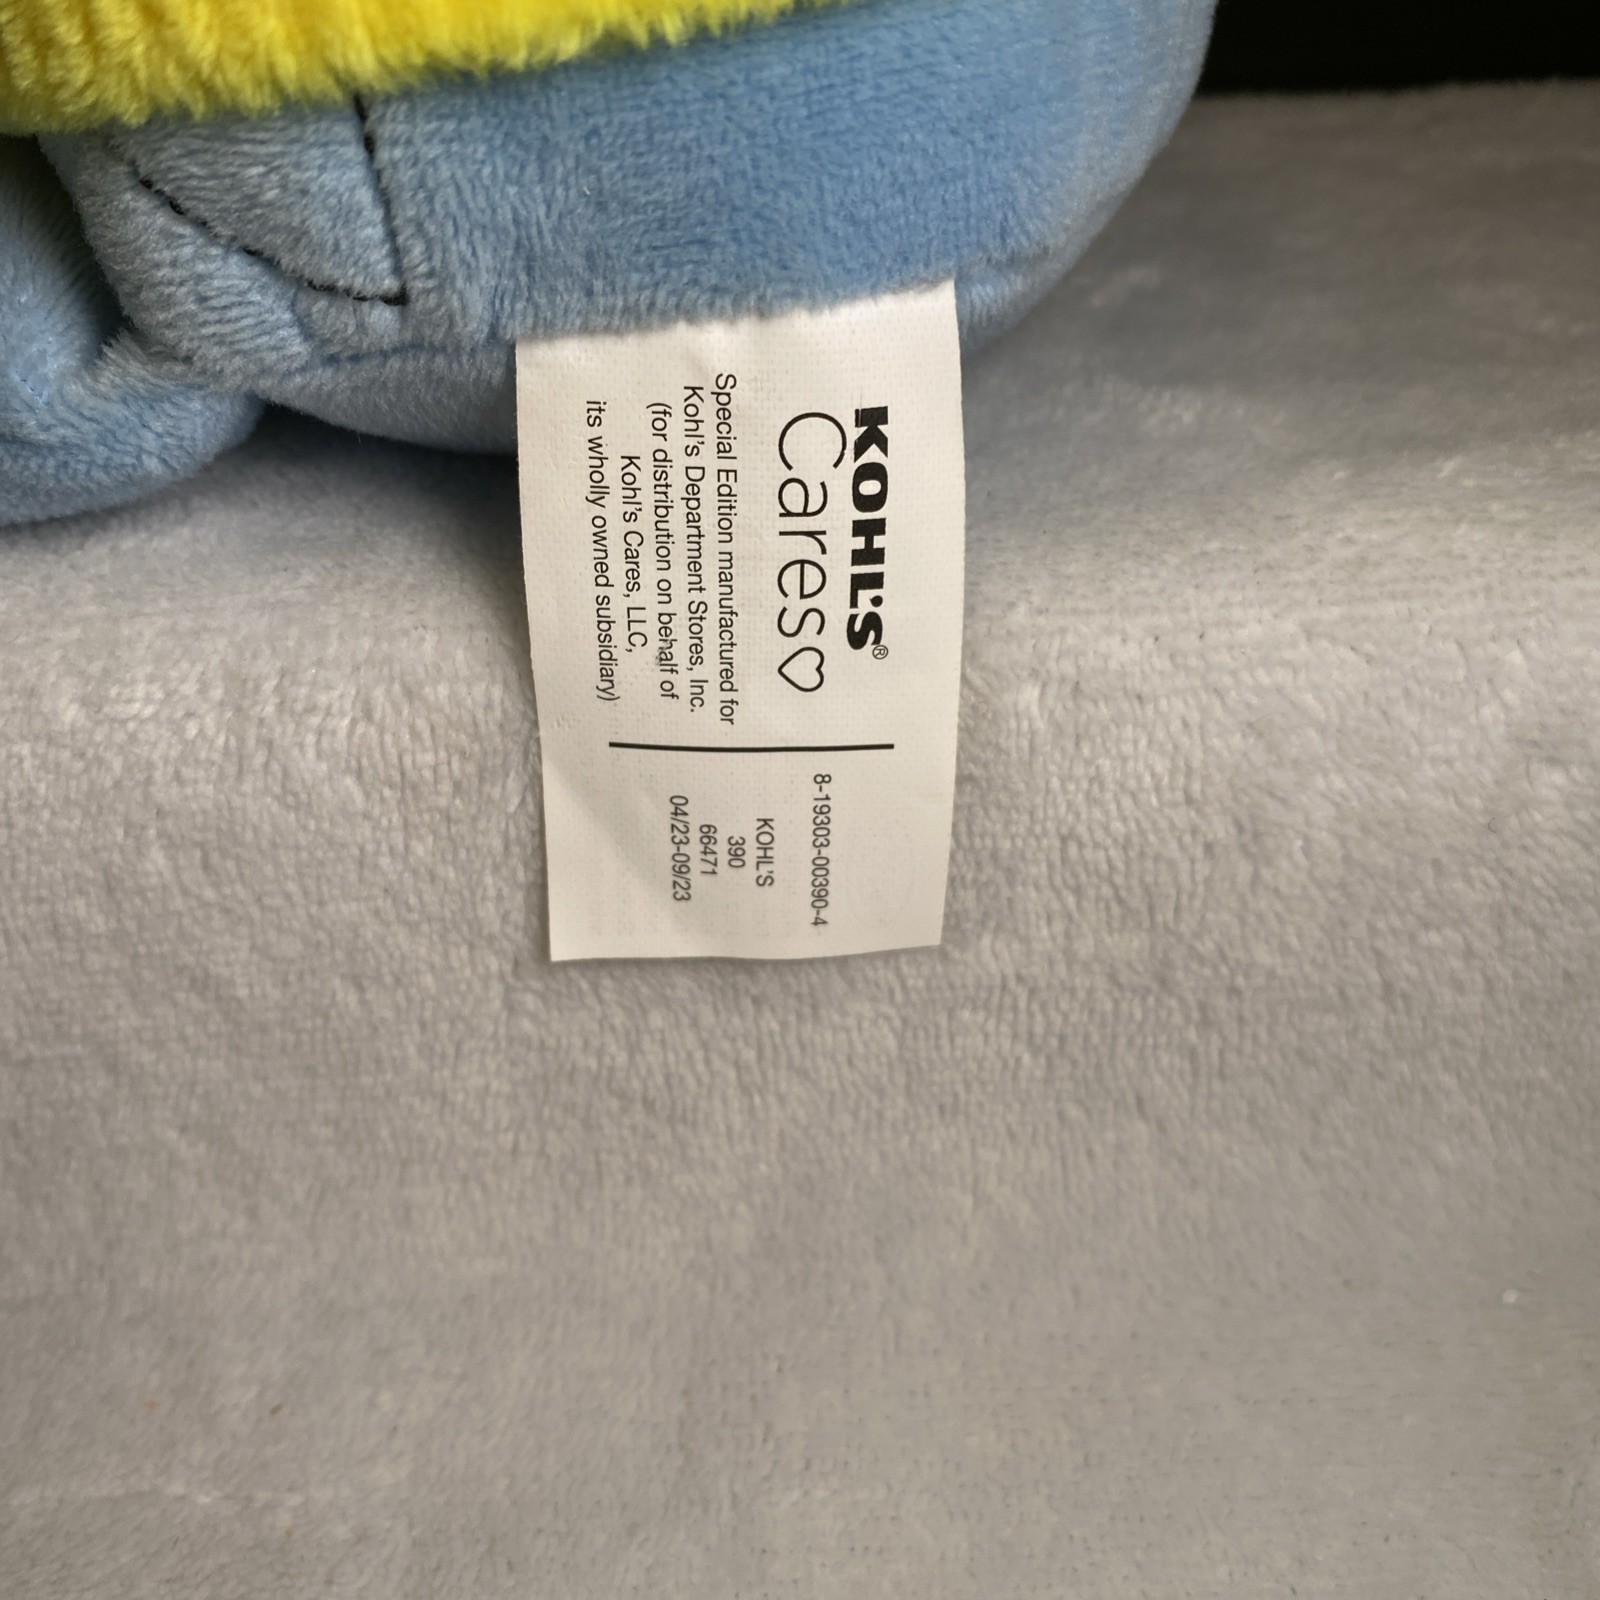 KOHL'S®
Cares♡
Special Edition manufactured for
Kohl's Department Stores, Inc.
(for distribution on behalf of
Kohl's Cares, LLC,
its wholly owned subsidiary)
8-19303-00390-4
KOHL'S
390
66471
04/23-09/23